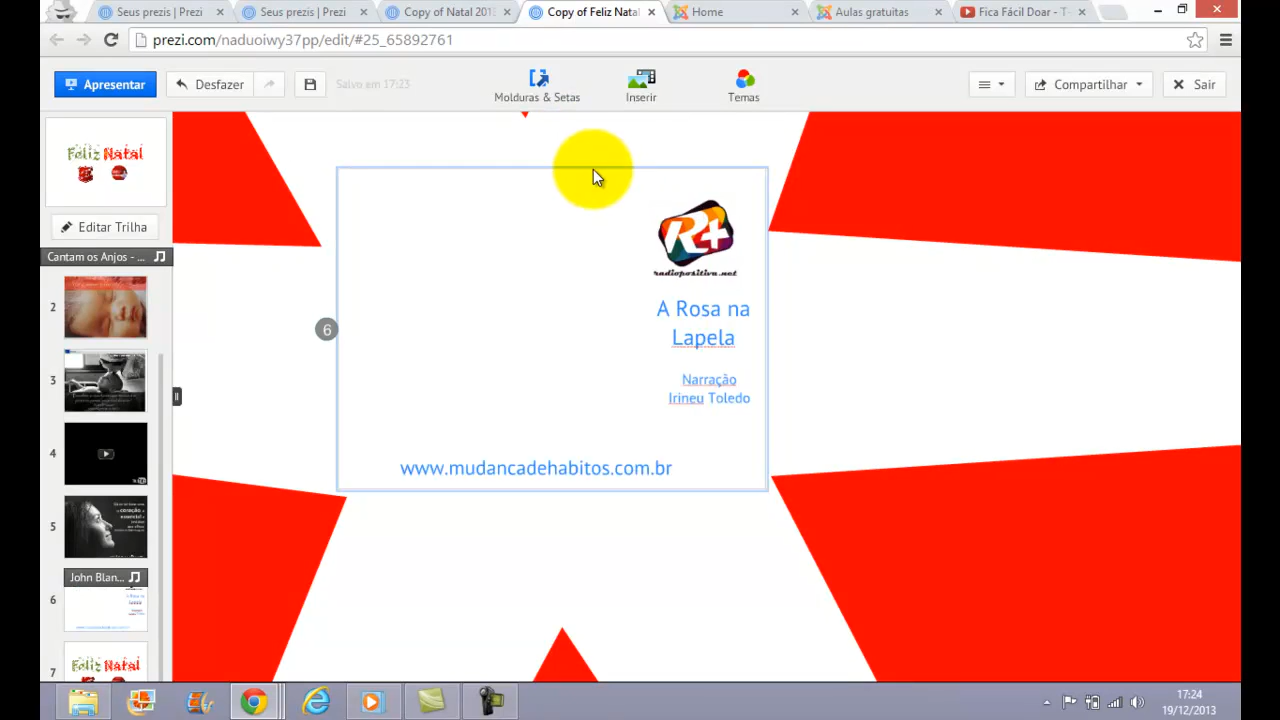 Seus prezis | Prezi
Seus prezis | Prezi
Copy of Natal 201
Copy of Feliz Nata
Home
Aulas gratuitas
Fica Fácil Doar - T
prezi.com/naduoiwy37pp/edit/#25_65892761
Apresentar
Desfazer
Salvo em 17:23
Molduras & Setas
Inserir
Temas
Compartilhar
Sair
Feliz Natal
Editar Trilha
Cantam os Anjos - ...
2
3
4
5
John Blan...
6
7
Feliz Natal
6
R+
radiopositiva.net
A Rosa na
Lapela
Narração
Irineu Toledo
www.mudancadehabitos.com.br
17:24
19/12/2013